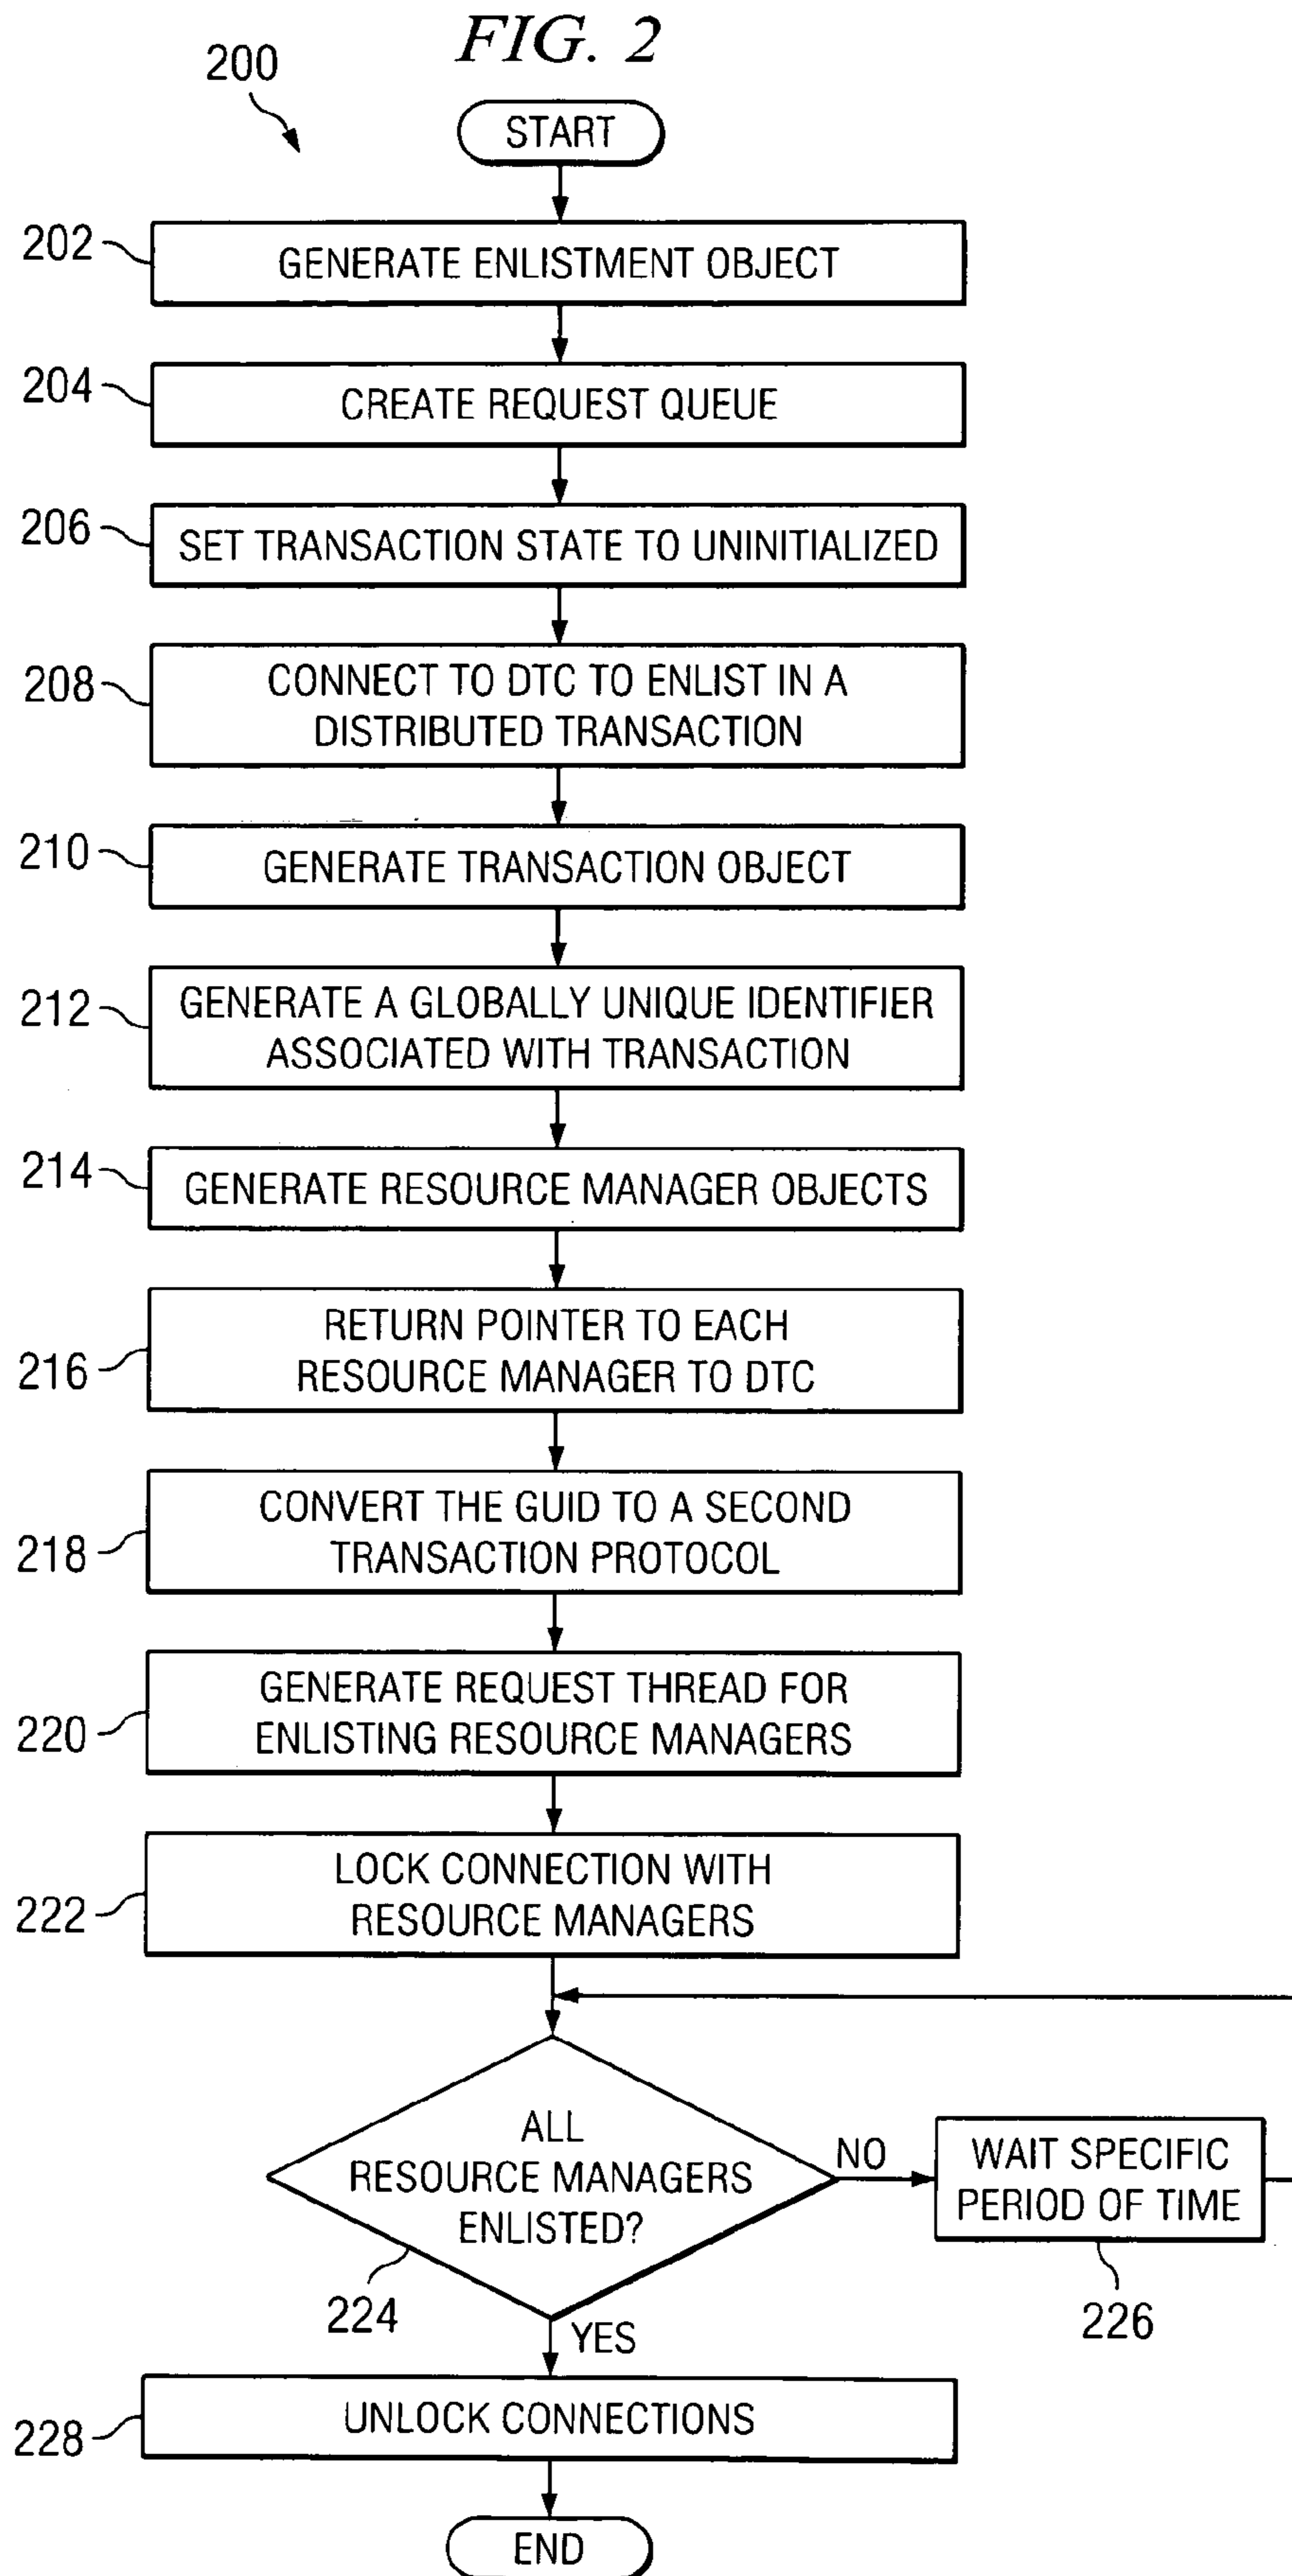 FIG. 2
200
START
202
GENERATE ENLISTMENT OBJECT
204
CREATE REQUEST QUEUE
206
SET TRANSACTION STATE TO UNINITIALIZED
208
CONNECT TO DTC TO ENLIST IN A
DISTRIBUTED TRANSACTION
210
GENERATE TRANSACTION OBJECT
212
GENERATE A GLOBALLY UNIQUE IDENTIFIER
ASSOCIATED WITH TRANSACTION
214
GENERATE RESOURCE MANAGER OBJECTS
216
RETURN POINTER TO EACH
RESOURCE MANAGER TO DTC
218
CONVERT THE GUID TO A SECOND
TRANSACTION PROTOCOL
220
GENERATE REQUEST THREAD FOR
ENLISTING RESOURCE MANAGERS
222
LOCK CONNECTION WITH
RESOURCE MANAGERS
ALL
RESOURCE MANAGERS
ENLISTED?
224
NO
WAIT SPECIFIC
PERIOD OF TIME
226
YES
228
UNLOCK CONNECTIONS
END